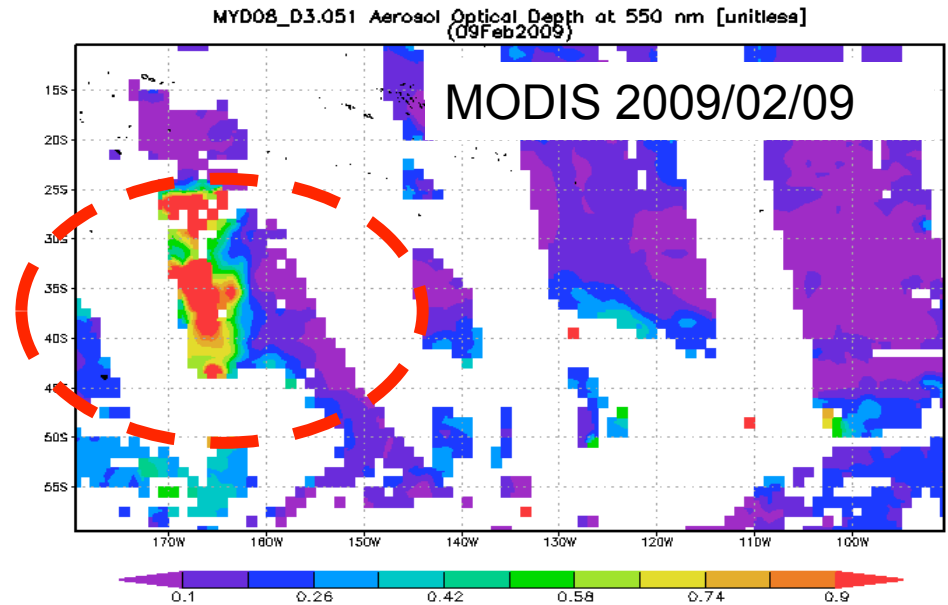 MYD08_D3.051 Aerosol Optical Depth at 550 nm [unitless]
(09Feb2009)
MODIS 2009/02/09
15S
20S
25S
30S
35S
40S
45S
50S
55S
170W 160W 150W 140W 130W 120W 110W 100W
0.1 0.26 0.42 0.58 0.74 0.9